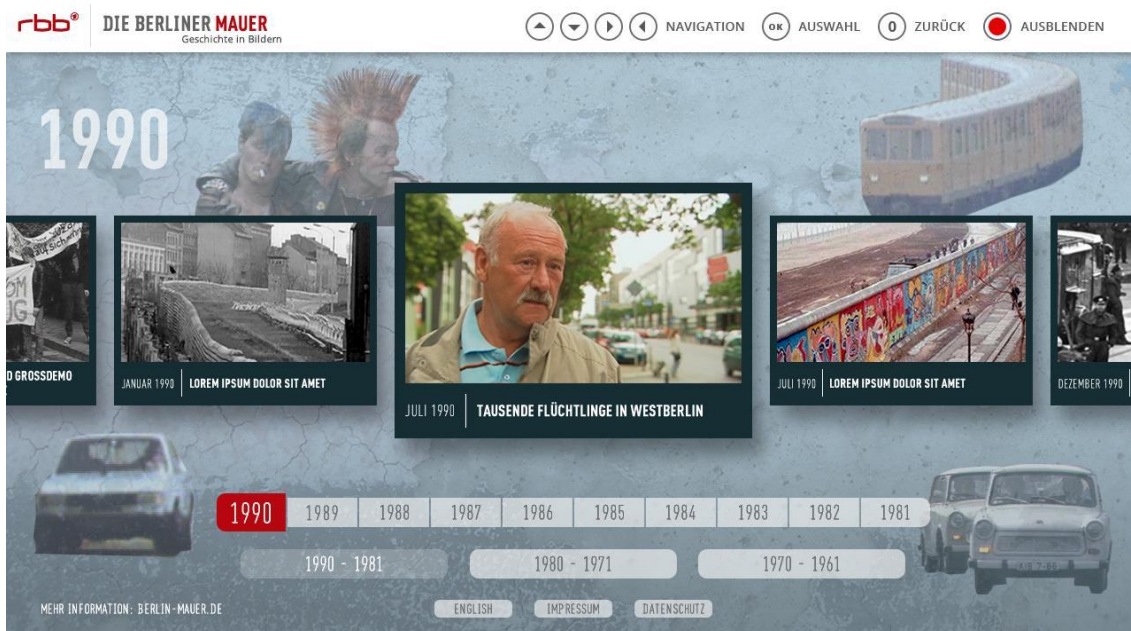 rbb
DIE BERLINER MAUER
Geschichte in Bildern
NAVIGATION
OK AUSWAHL
0 ZURÜCK
AUSBLENDEN
1990
D GROSSDEMO
JANUAR 1990 LOREM IPSUM DOLOR SIT AMET
JULI 1990 TAUSENDE FLÜCHTLINGE IN WESTBERLIN
JULI 1990 LOREM IPSUM DOLOR SIT AMET
DEZEMBER 1990
1990 1989 1988 1987 1986 1985 1984 1983 1982 1981
1990 - 1981 1980 - 1971 1970 - 1961
MEHR INFORMATION: BERLIN-MAUER.DE
ENGLISH IMPRESSUM DATENSCHUTZ